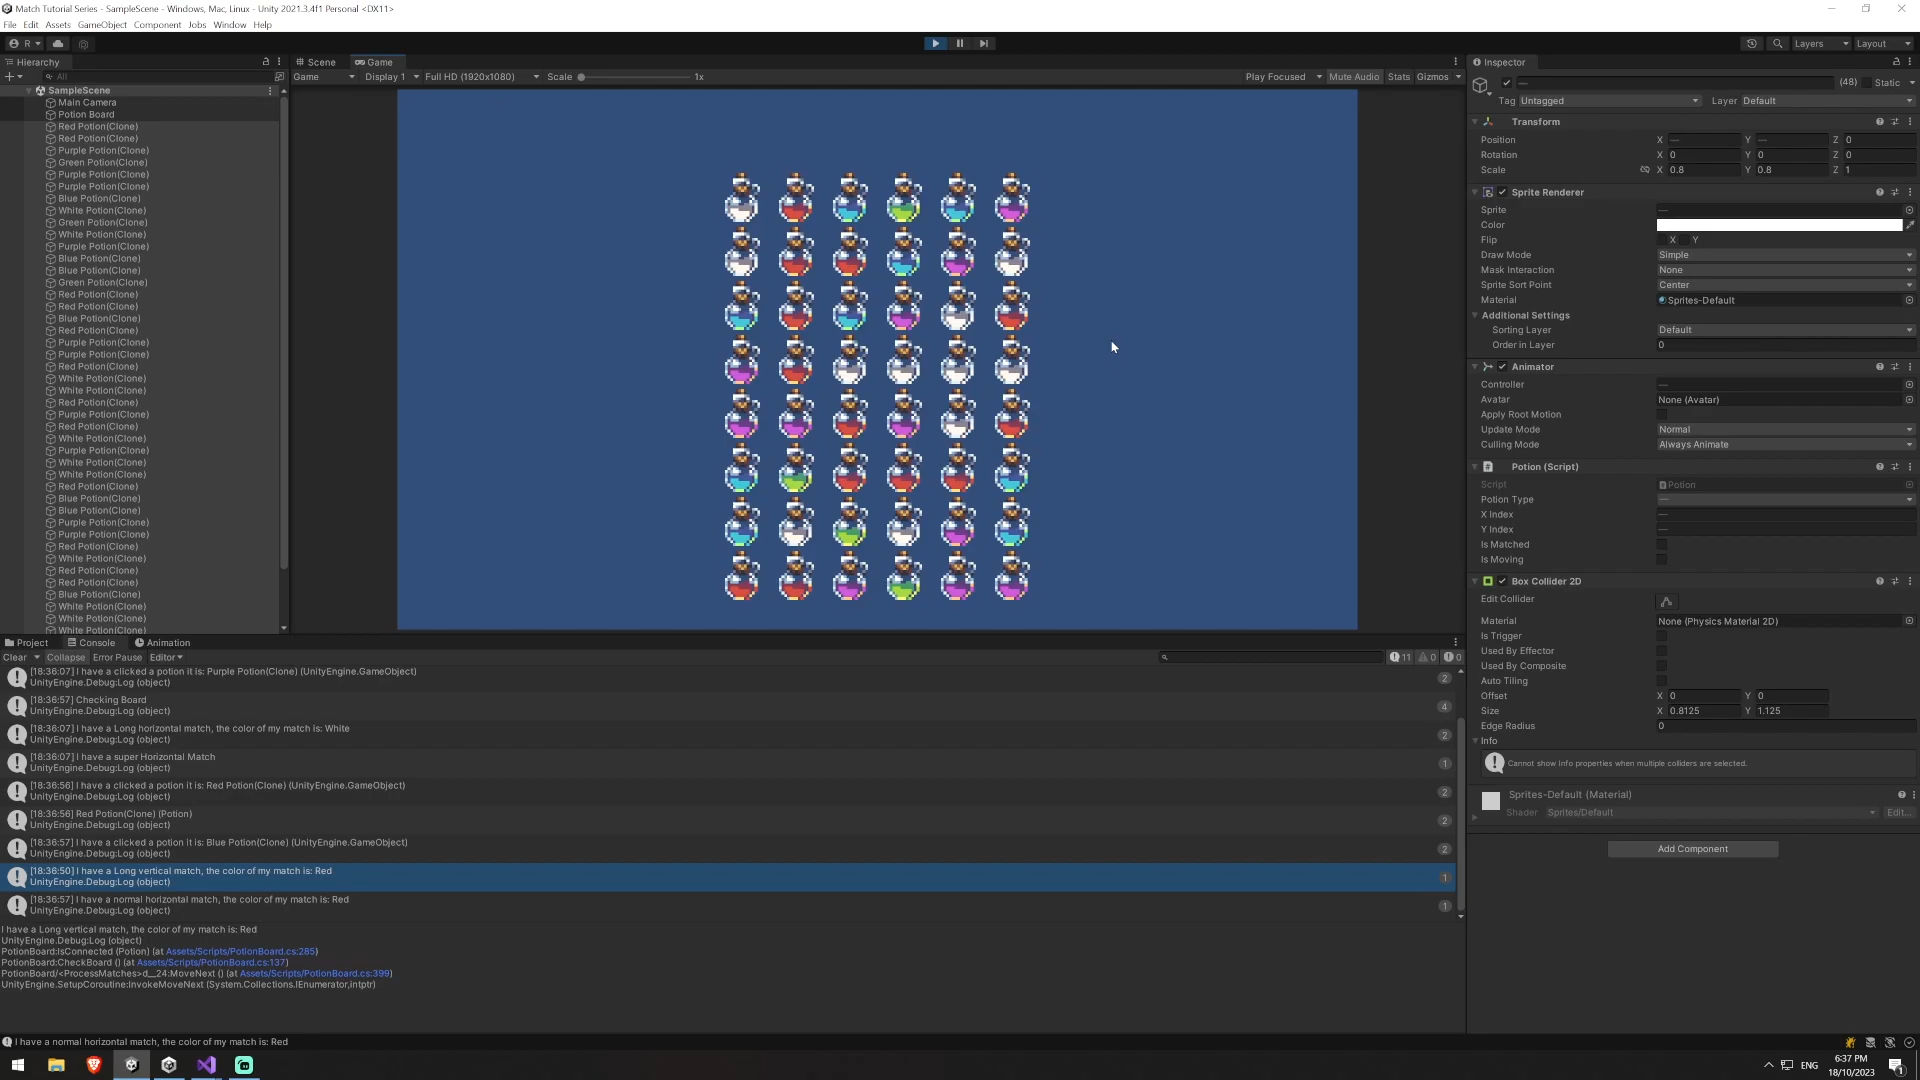 Match Tutorial Series - SampleScene - Windows, Mac, Linux - Unity 2021.3.4f1 Personal <DX11>
File Edit Assets GameObject Component Jobs Window Help
R
Layers Layout
Hierarchy
All
SampleScene
Main Camera
Potion Board
Red Potion(Clone)
Red Potion(Clone)
Purple Potion(Clone)
Green Potion(Clone)
Purple Potion(Clone)
Purple Potion(Clone)
Blue Potion(Clone)
White Potion(Clone)
Green Potion(Clone)
White Potion(Clone)
Purple Potion(Clone)
Blue Potion(Clone)
Blue Potion(Clone)
Green Potion(Clone)
Red Potion(Clone)
Red Potion(Clone)
Blue Potion(Clone)
Red Potion(Clone)
Purple Potion(Clone)
Purple Potion(Clone)
Red Potion(Clone)
White Potion(Clone)
White Potion(Clone)
Red Potion(Clone)
Purple Potion(Clone)
Red Potion(Clone)
White Potion(Clone)
Purple Potion(Clone)
White Potion(Clone)
White Potion(Clone)
Red Potion(Clone)
Blue Potion(Clone)
Blue Potion(Clone)
Purple Potion(Clone)
Purple Potion(Clone)
Red Potion(Clone)
White Potion(Clone)
Red Potion(Clone)
Red Potion(Clone)
Blue Potion(Clone)
White Potion(Clone)
White Potion(Clone)
White Potion(Clone)
Scene Game
Game Display 1 Full HD (1920x1080) Scale 1x Play Focused Mute Audio Stats Gizmos
Inspector
— (48) Static
Tag Untagged Layer Default
Transform
Position X — Y — Z 0
Rotation X 0 Y 0 Z 0
Scale X 0.8 Y 0.8 Z 1
Sprite Renderer
Sprite —
Color
Flip X Y
Draw Mode Simple
Mask Interaction None
Sprite Sort Point Center
Material Sprites-Default
Additional Settings
Sorting Layer Default
Order in Layer 0
Animator
Controller —
Avatar None (Avatar)
Apply Root Motion
Update Mode Normal
Culling Mode Always Animate
Potion (Script)
Script Potion
Potion Type —
X Index —
Y Index —
Is Matched
Is Moving
Box Collider 2D
Edit Collider
Material None (Physics Material 2D)
Is Trigger
Used By Effector
Used By Composite
Auto Tiling
Offset X 0 Y 0
Size X 0.8125 Y 1.125
Edge Radius 0
Info
Cannot show Info properties when multiple colliders are selected.
Sprites-Default (Material)
Shader Sprites/Default Edit...
Add Component
Project Console Animation
Clear Collapse Error Pause Editor 11 0 0
[18:36:07] I have a clicked a potion it is: Purple Potion(Clone) (UnityEngine.GameObject)
UnityEngine.Debug:Log (object) 2
[18:36:57] Checking Board
UnityEngine.Debug:Log (object) 4
[18:36:07] I have a Long horizontal match, the color of my match is: White
UnityEngine.Debug:Log (object) 2
[18:36:07] I have a super Horizontal Match
UnityEngine.Debug:Log (object) 1
[18:36:56] I have a clicked a potion it is: Red Potion(Clone) (UnityEngine.GameObject)
UnityEngine.Debug:Log (object) 2
[18:36:56] Red Potion(Clone) (Potion)
UnityEngine.Debug:Log (object) 2
[18:36:57] I have a clicked a potion it is: Blue Potion(Clone) (UnityEngine.GameObject)
UnityEngine.Debug:Log (object) 2
[18:36:50] I have a Long vertical match, the color of my match is: Red
UnityEngine.Debug:Log (object) 1
[18:36:57] I have a normal horizontal match, the color of my match is: Red
UnityEngine.Debug:Log (object) 1
I have a Long vertical match, the color of my match is: Red
UnityEngine.Debug:Log (object)
PotionBoard:IsConnected (Potion) (at Assets/Scripts/PotionBoard.cs:285)
PotionBoard:CheckBoard () (at Assets/Scripts/PotionBoard.cs:137)
PotionBoard/<ProcessMatches>d__24:MoveNext () (at Assets/Scripts/PotionBoard.cs:399)
UnityEngine.SetupCoroutine:InvokeMoveNext (System.Collections.IEnumerator,intptr)
I have a normal horizontal match, the color of my match is: Red
ENG
6:37 PM
18/10/2023
1